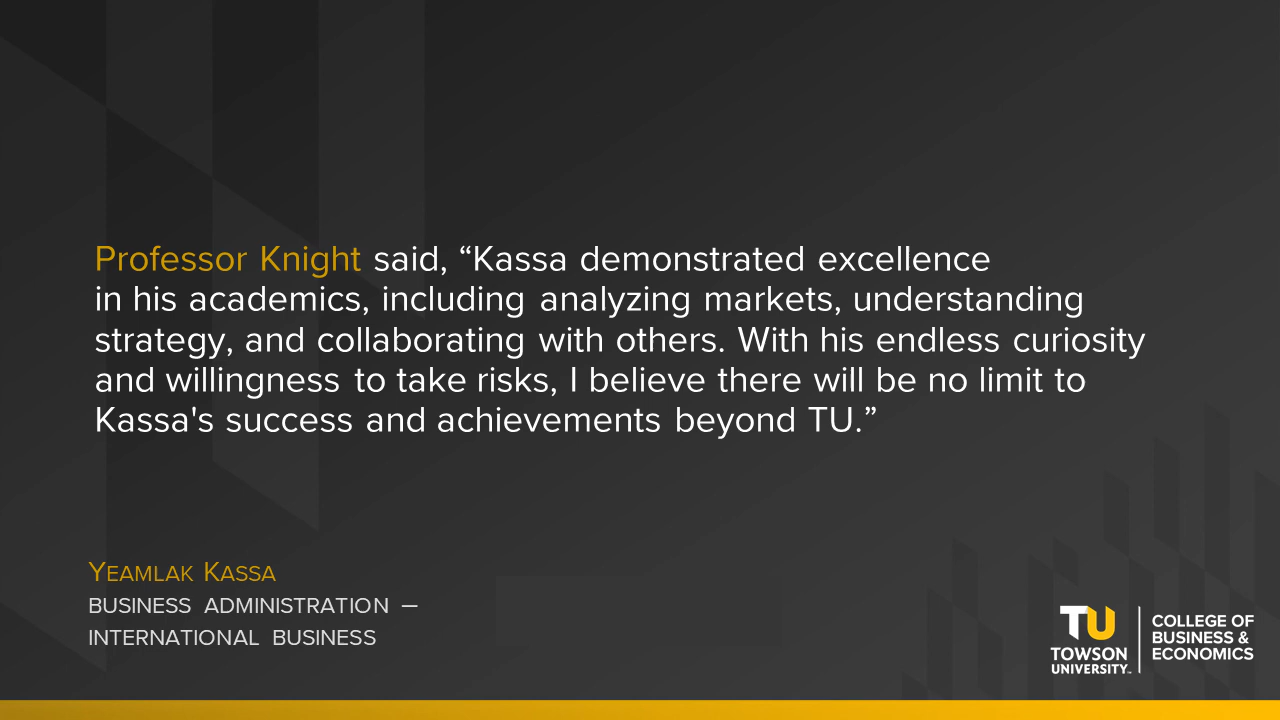 Professor Knight said, “Kassa demonstrated excellence
in his academics, including analyzing markets, understanding
strategy, and collaborating with others. With his endless curiosity
and willingness to take risks, I believe there will be no limit to
Kassa's success and achievements beyond TU.”
YEAMLAK KASSA
BUSINESS ADMINISTRATION –
INTERNATIONAL BUSINESS
TU
TOWSON
UNIVERSITY™
COLLEGE OF
BUSINESS &
ECONOMICS